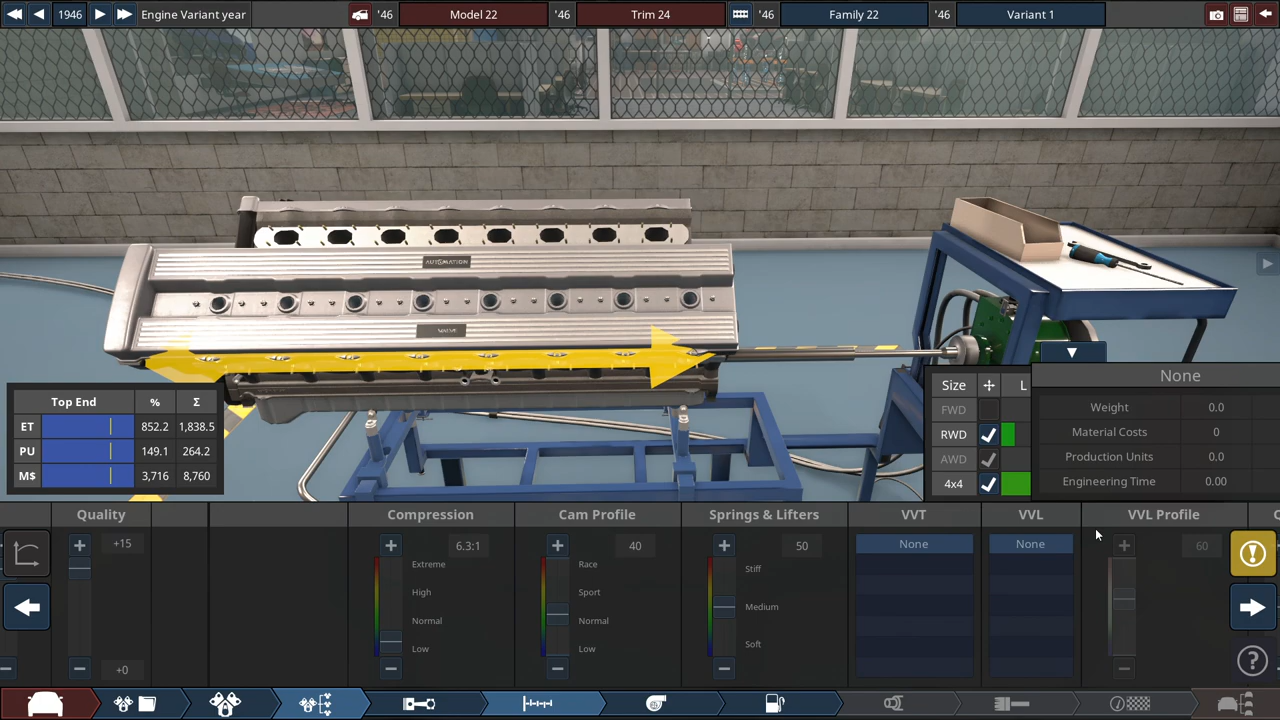 1946 Engine Variant year '46 Model 22 '46 Trim 24 '46 Family 22 '46 Variant 1
AUTOMATION
Top End % Σ
ET 852.2 1,838.5
PU 149.1 264.2
M$ 3,716 8,760
Size L
FWD
RWD
AWD
4x4
None
Weight 0.0
Material Costs 0
Production Units 0.0
Engineering Time 0.00
Quality
+15
+0
Compression
6.3:1
Extreme
High
Normal
Low
Cam Profile
40
Race
Sport
Normal
Low
Springs & Lifters
50
Stiff
Medium
Soft
VVT
None
VVL
None
VVL Profile
60